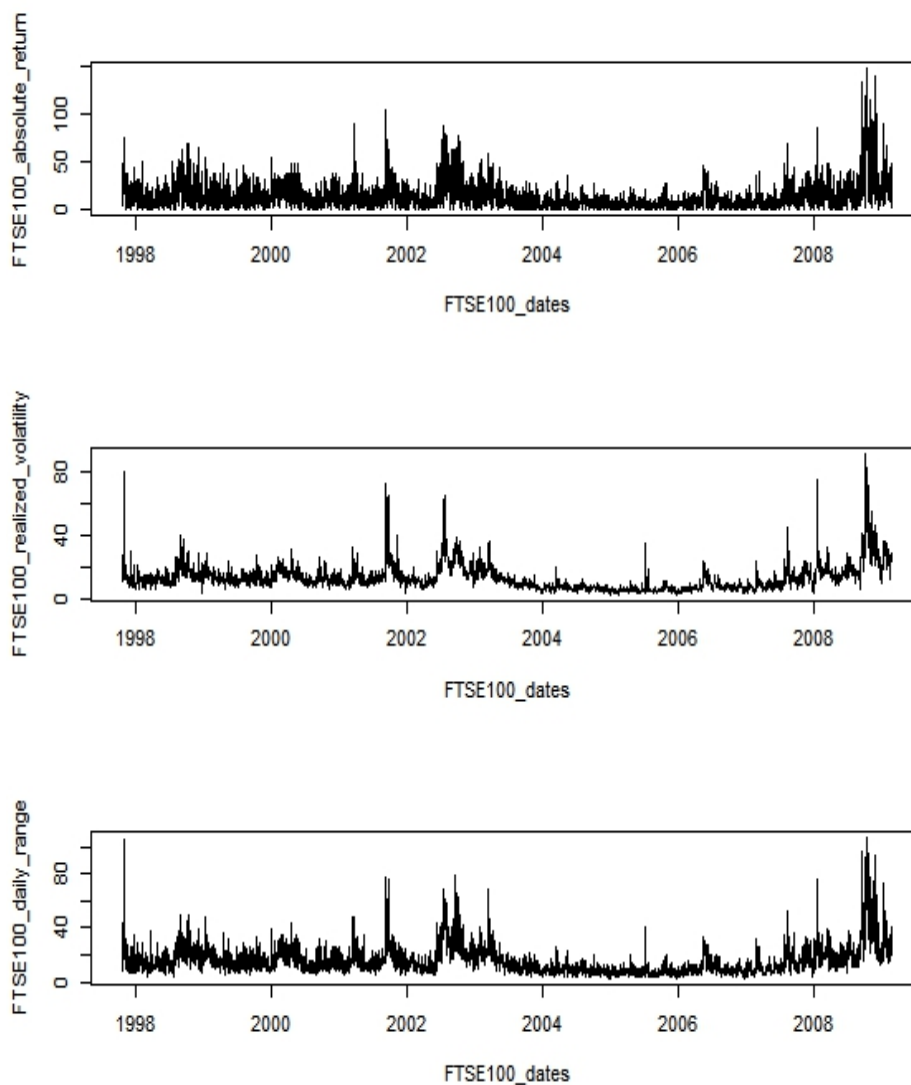 FTSE100_absolute_return
0 50 100
1998 2000 2002 2004 2006 2008
FTSE100_dates
FTSE100_realized_volatility
0 40 80
1998 2000 2002 2004 2006 2008
FTSE100_dates
FTSE100_daily_range
0 40 80
1998 2000 2002 2004 2006 2008
FTSE100_dates